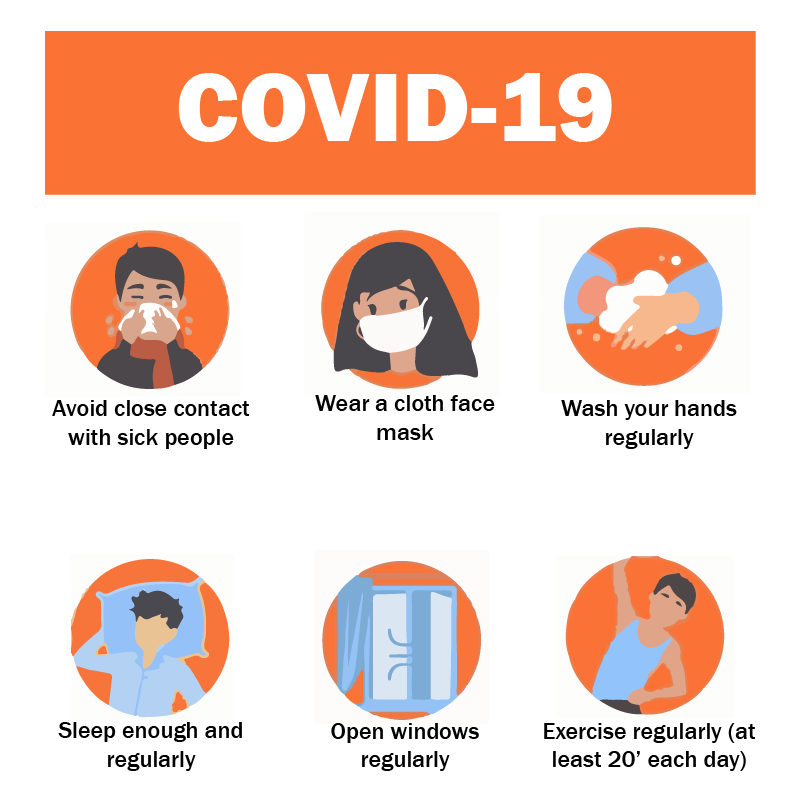 COVID-19
Avoid close contact
with sick people
Wear a cloth face
mask
Wash your hands
regularly
Sleep enough and
regularly
Open windows
regularly
Exercise regularly (at
least 20’ each day)